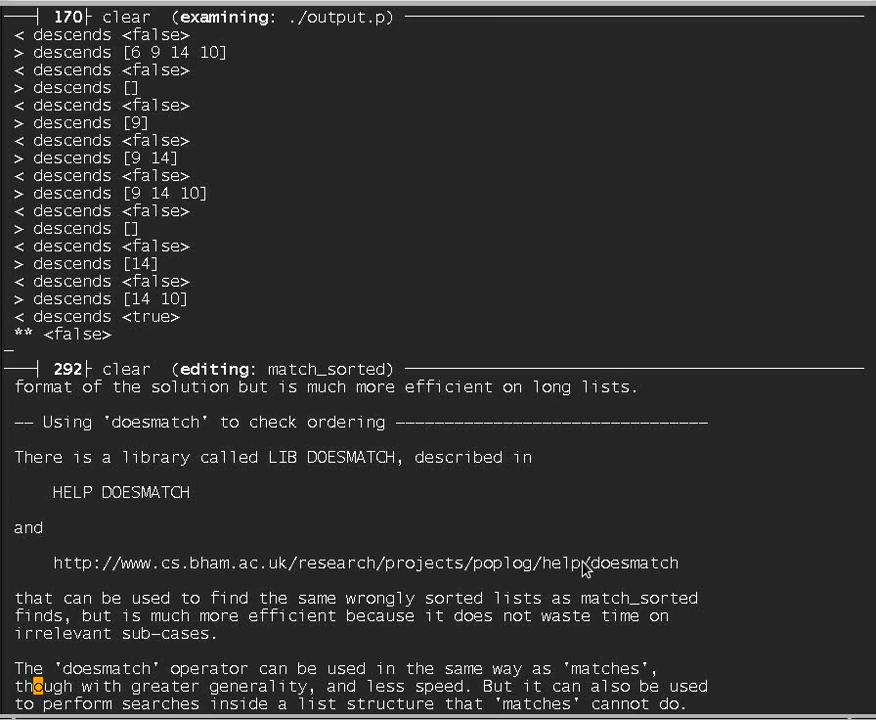 170 clear (examining: ./output.p)
< descends <false>
> descends [6 9 14 10]
< descends <false>
> descends []
< descends <false>
> descends [9]
< descends <false>
> descends [9 14]
< descends <false>
> descends [9 14 10]
< descends <false>
> descends []
< descends <false>
> descends [14]
< descends <false>
> descends [14 10]
< descends <true>
** <false>
292 clear (editing: match_sorted)
format of the solution but is much more efficient on long lists.
-- Using 'doesmatch' to check ordering --------------------------------
There is a library called LIB DOESMATCH, described in
HELP DOESMATCH
and
http://www.cs.bham.ac.uk/research/projects/poplog/help/doesmatch
that can be used to find the same wrongly sorted lists as match_sorted
finds, but is much more efficient because it does not waste time on
irrelevant sub-cases.
The 'doesmatch' operator can be used in the same way as 'matches',
though with greater generality, and less speed. But it can also be used
to perform searches inside a list structure that 'matches' cannot do.